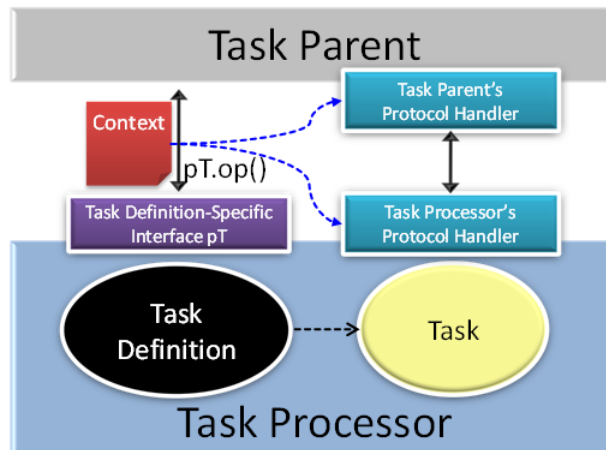 Task Parent
Task Parent's
Protocol Handler
Context
pT.op()
Task Definition-Specific
Interface pT
Task Processor's
Protocol Handler
Task
Definition
Task
Task Processor